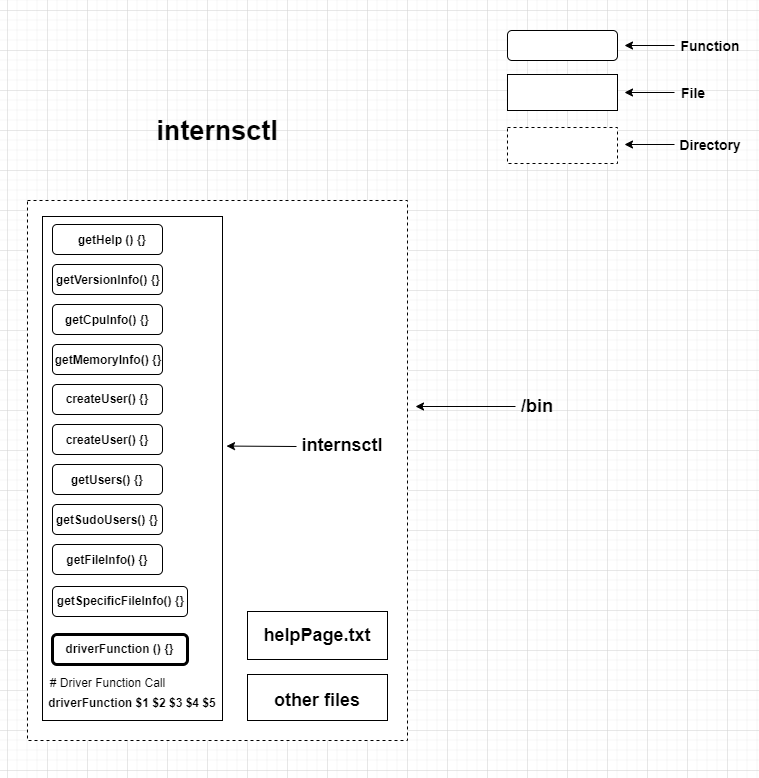 Function
File
internsctl
Directory
getHelp () {}
getVersionInfo() {}
getCpuInfo() {}
getMemoryInfo() {}
createUser() {}
createUser() {}
getUsers() {}
getSudoUsers() {}
getFileInfo() {}
getSpecificFileInfo() {}
driverFunction () {}
# Driver Function Call
driverFunction $1 $2 $3 $4 $5
internsctl
/bin
helpPage.txt
other files